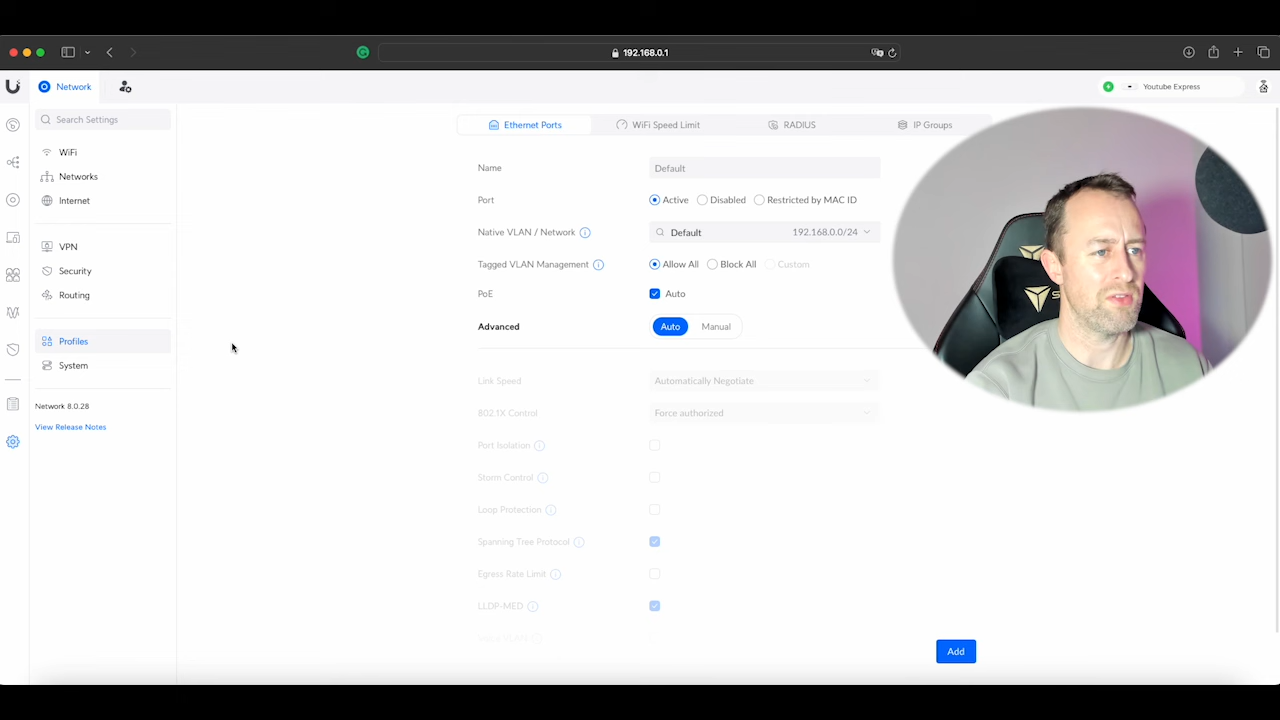 192.168.0.1
Network
Youtube Express
Search Settings
WiFi
Networks
Internet
VPN
Security
Routing
Profiles
System
Network 8.0.28
View Release Notes
Ethernet Ports
WiFi Speed Limit
RADIUS
IP Groups
Name
Default
Port
Active
Disabled
Restricted by MAC ID
Native VLAN / Network
Default
192.168.0.0/24
Tagged VLAN Management
Allow All
Block All
Custom
PoE
Auto
Advanced
Auto
Manual
Link Speed
Automatically Negotiate
802.1X Control
Force authorized
Port Isolation
Storm Control
Loop Protection
Spanning Tree Protocol
Egress Rate Limit
LLDP-MED
Voice VLAN
Add